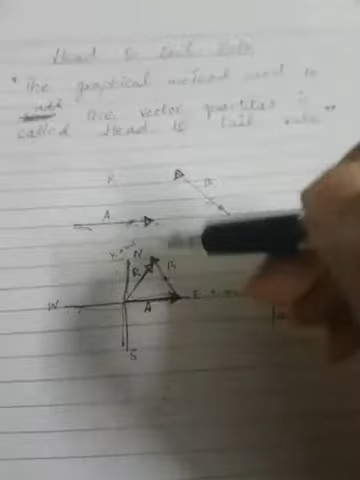 Head to tail Rule
"The graphical method used to
add the vector quantities is
called Head to tail rule"
R
B
A
N
R
B
W
A
E
S